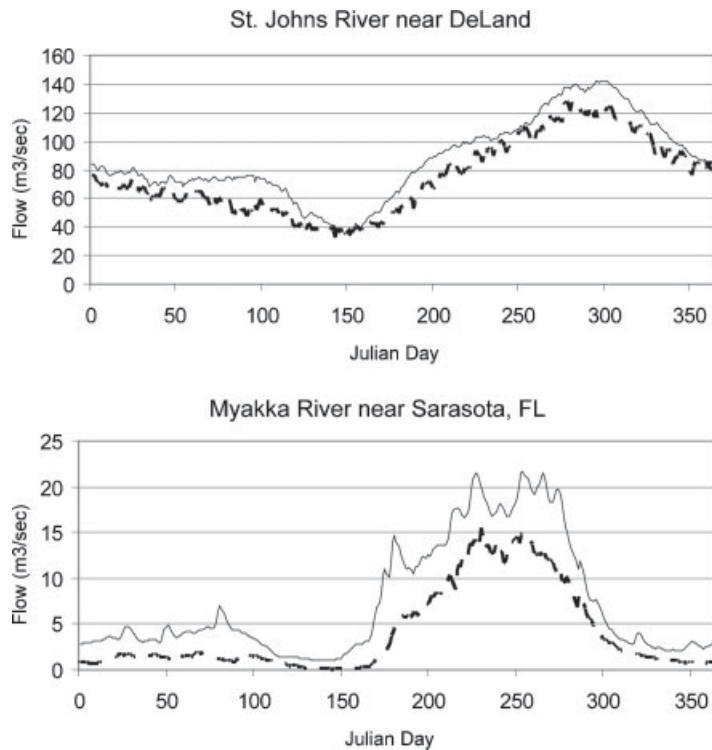 St. Johns River near DeLand
160
140
120
100
80
60
40
20
0
Flow (m3/sec)
0 50 100 150 200 250 300 350
Julian Day
Myakka River near Sarasota, FL
25
20
15
10
5
0
Flow (m3/sec)
0 50 100 150 200 250 300 350
Julian Day